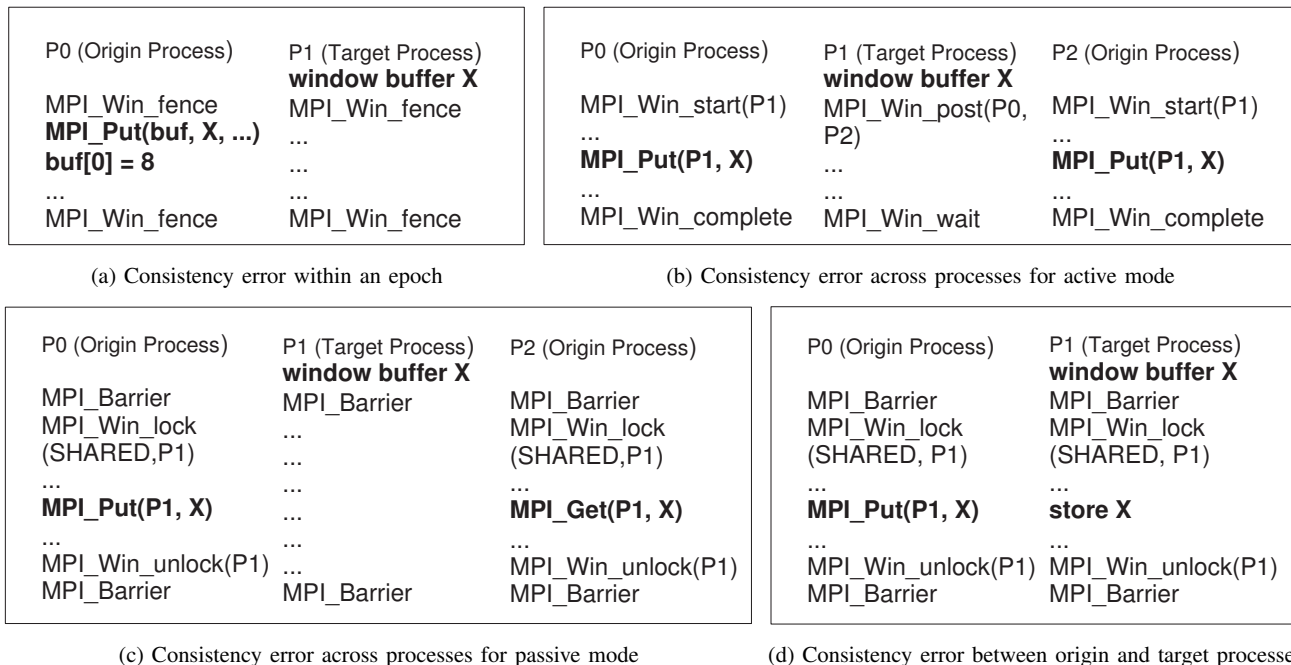 P0 (Origin Process)
MPI_Win_fence
MPI_Put(buf, X, ...)
buf[0] = 8
...
MPI_Win_fence
P1 (Target Process)
window buffer X
MPI_Win_fence
...
...
...
MPI_Win_fence
(a) Consistency error within an epoch
P0 (Origin Process)
MPI_Win_start(P1)
...
MPI_Put(P1, X)
...
MPI_Win_complete
P1 (Target Process)
window buffer X
MPI_Win_post(P0,
P2)
...
...
MPI_Win_wait
P2 (Origin Process)
MPI_Win_start(P1)
...
MPI_Put(P1, X)
...
MPI_Win_complete
(b) Consistency error across processes for active mode
P0 (Origin Process)
MPI_Barrier
MPI_Win_lock
(SHARED,P1)
...
MPI_Put(P1, X)
...
MPI_Win_unlock(P1)
MPI_Barrier
P1 (Target Process)
window buffer X
MPI_Barrier
...
...
...
...
...
...
MPI_Barrier
P2 (Origin Process)
MPI_Barrier
MPI_Win_lock
(SHARED,P1)
...
MPI_Get(P1, X)
...
MPI_Win_unlock(P1)
MPI_Barrier
(c) Consistency error across processes for passive mode
P0 (Origin Process)
MPI_Barrier
MPI_Win_lock
(SHARED, P1)
...
MPI_Put(P1, X)
...
MPI_Win_unlock(P1)
MPI_Barrier
P1 (Target Process)
window buffer X
MPI_Barrier
MPI_Win_lock
(SHARED, P1)
...
store X
...
MPI_Win_unlock(P1)
MPI_Barrier
(d) Consistency error between origin and target processe